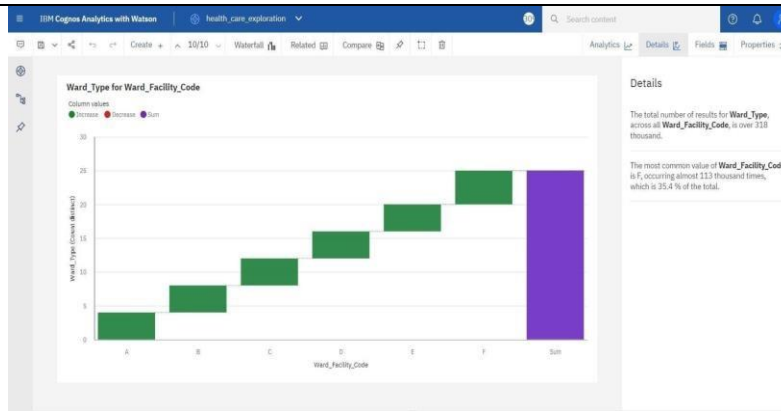 IBM Cognos Analytics with Watson
health_care_exploration
10
Search content
Create +
10/10
Waterfall
Related
Compare
Analytics
Details
Fields
Properties
Ward_Type for Ward_Facility_Code
Column values
Increase Decrease Sum
30
25
20
15
10
5
0
Ward_Type (Count distinct)
A B C D E F Sum
Ward_Facility_Code
Details
The total number of results for Ward_Type,
across all Ward_Facility_Code, is over 318
thousand.
The most common value of Ward_Facility_Cod
is F, occurring almost 113 thousand times,
which is 35.4 % of the total.